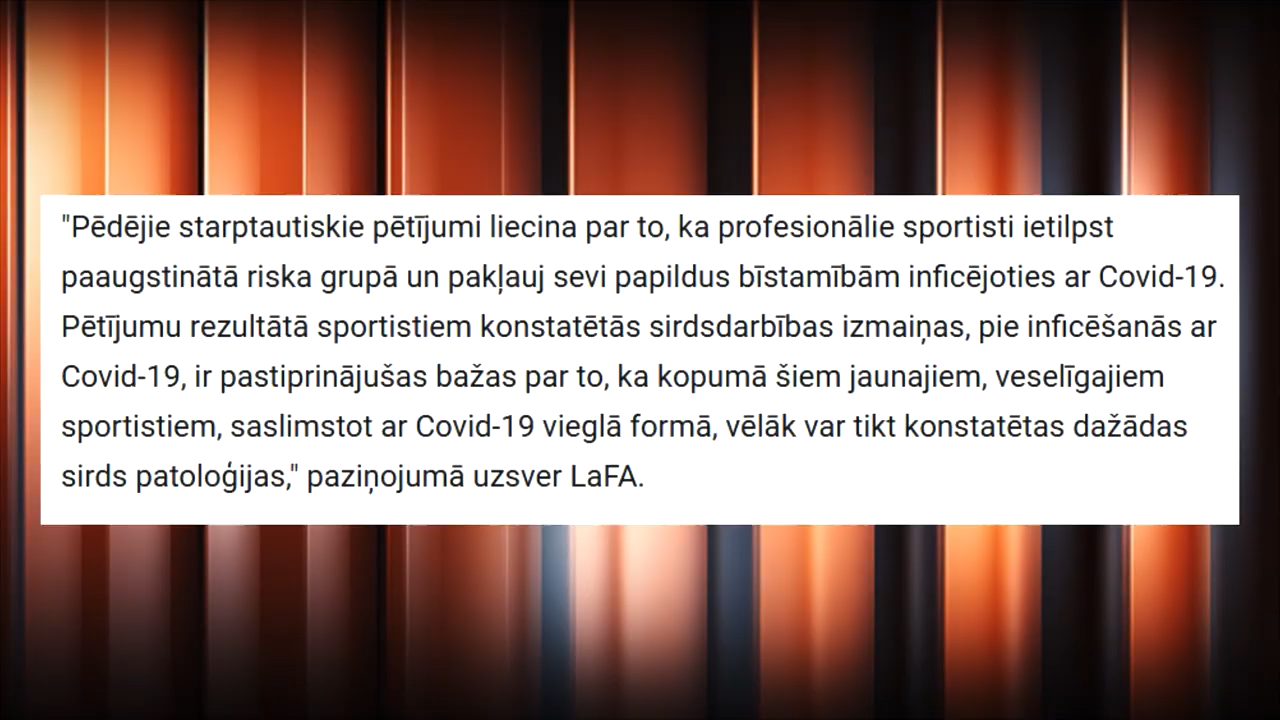 "Pēdējie starptautiskie pētījumi liecina par to, ka profesionālie sportisti ietilpst
paaugstinātā riska grupā un pakļauj sevi papildus bīstamībām inficējoties ar Covid-19.
Pētījumu rezultātā sportistiem konstatētās sirdsdarbības izmaiņas, pie inficēšanās ar
Covid-19, ir pastiprinājušas bažas par to, ka kopumā šiem jaunajiem, veselīgajiem
sportistiem, saslimstot ar Covid-19 vieglā formā, vēlāk var tikt konstatētas dažādas
sirds patoloģijas," paziņojumā uzsver LaFA.